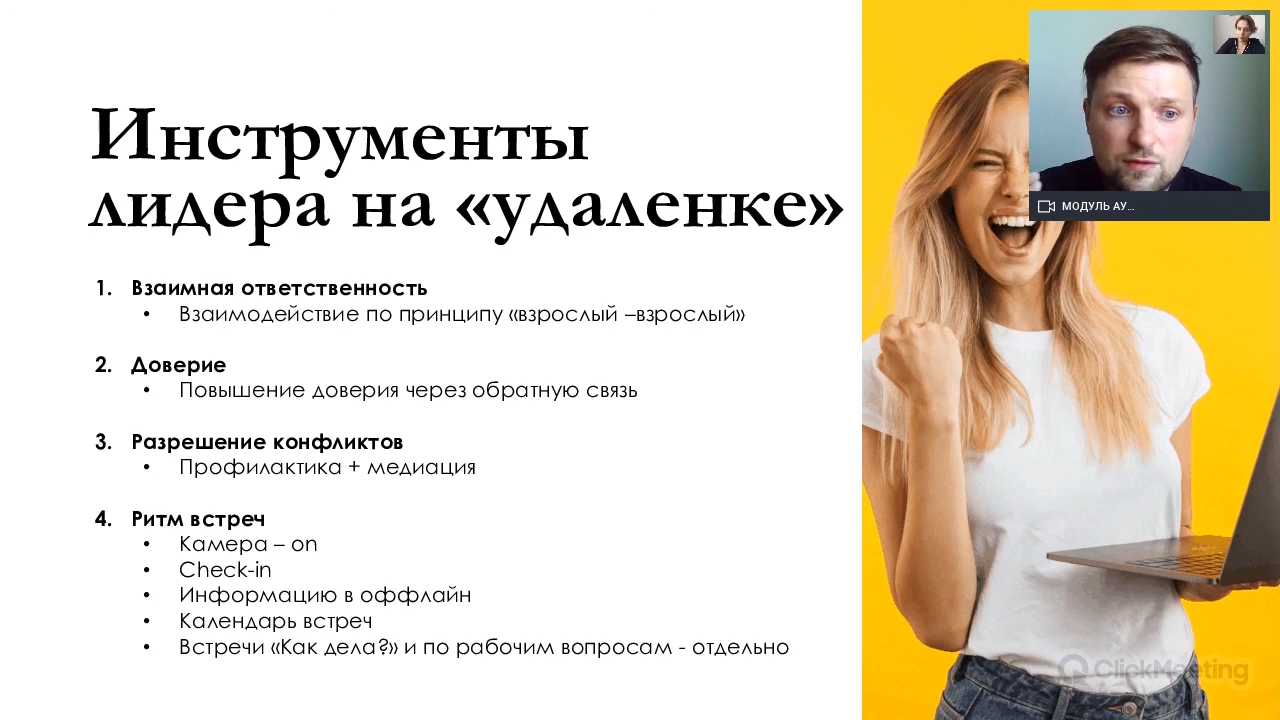 Инструменты
лидера на «удаленке»
1. Взаимная ответственность
• Взаимодействие по принципу «взрослый –взрослый»
2. Доверие
• Повышение доверия через обратную связь
3. Разрешение конфликтов
• Профилактика + медиация
4. Ритм встреч
• Камера – on
• Check-in
• Информацию в оффлайн
• Календарь встреч
• Встречи «Как дела?» и по рабочим вопросам - отдельно
МОДУЛЬ АУ...
ClickMeeting